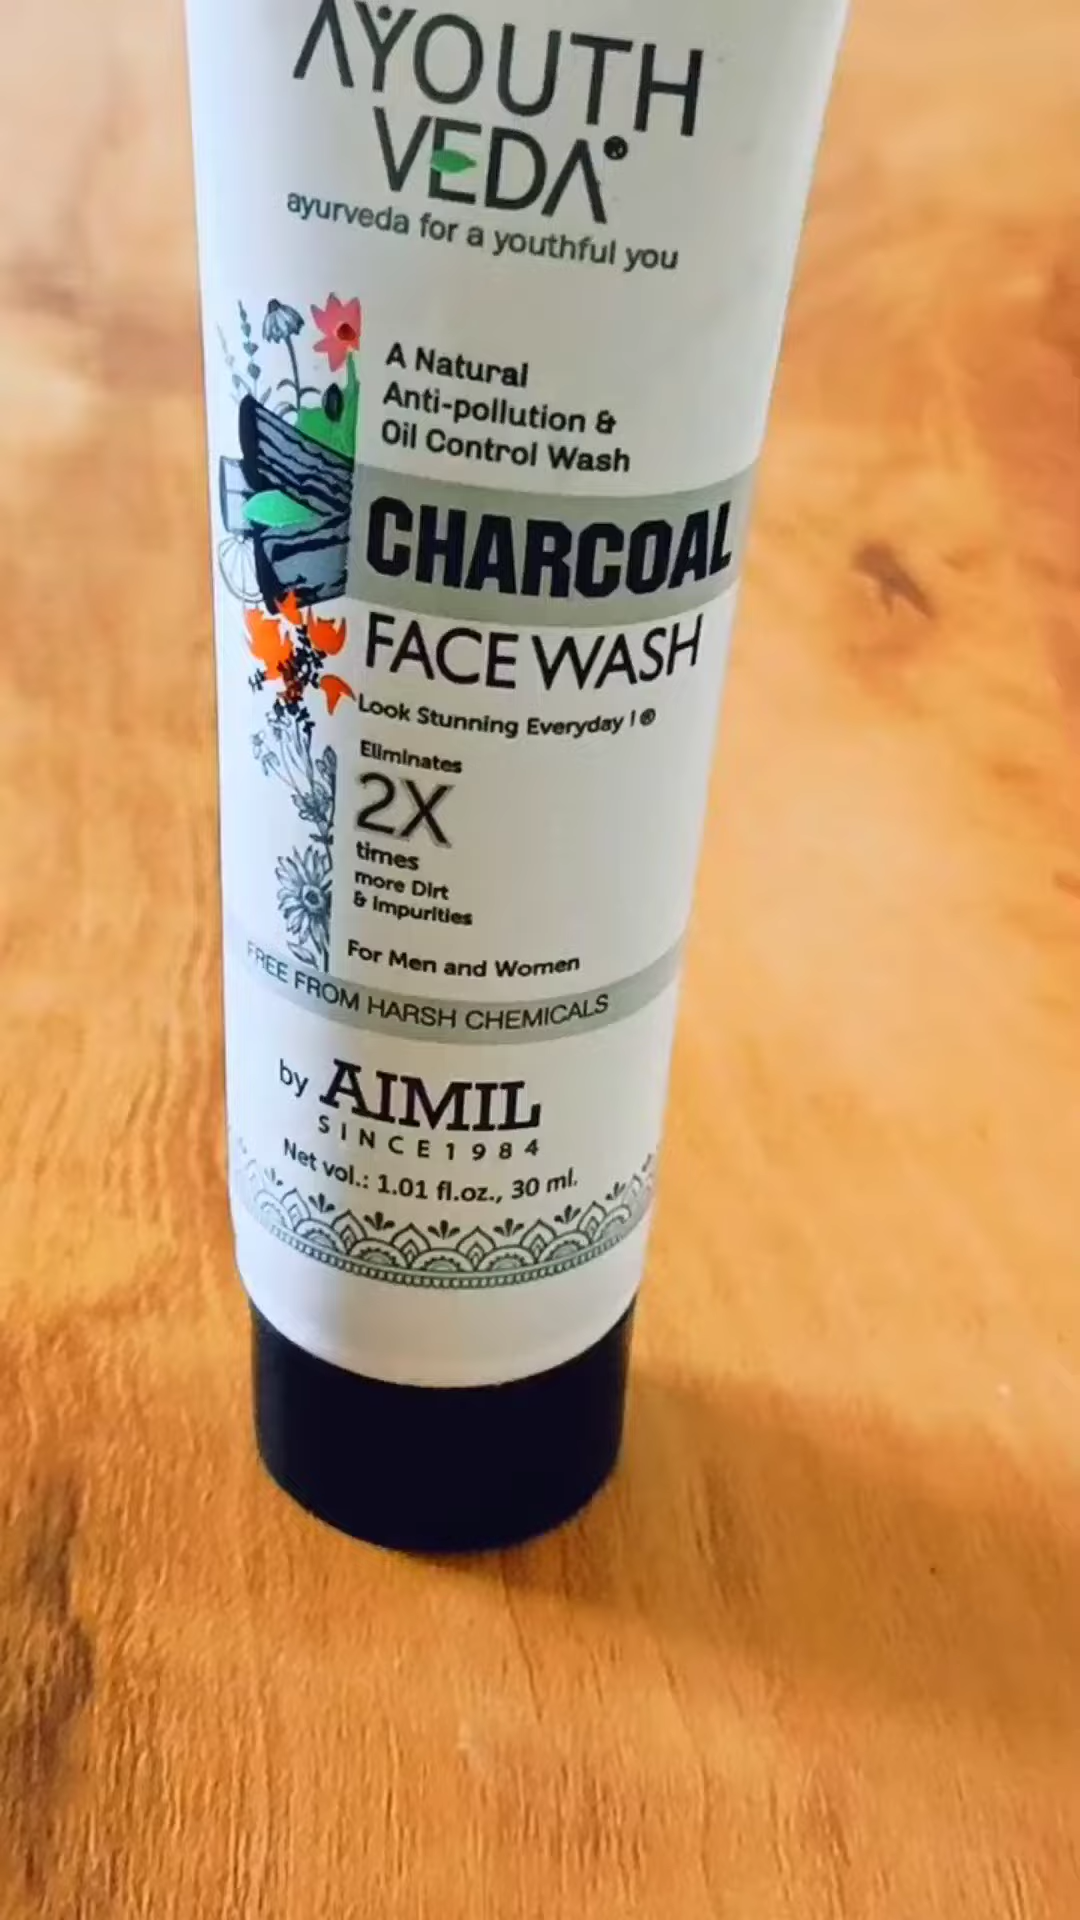 AYOUTH
VEDA®
ayurveda for a youthful you
A Natural
Anti-pollution &
Oil Control Wash
CHARCOAL
FACE WASH
Look Stunning Everyday !®
Eliminates
2X
times
more Dirt
& Impurities
For Men and Women
FREE FROM HARSH CHEMICALS
by AIMIL
SINCE1984
Net vol.: 1.01 fl.oz., 30 ml.